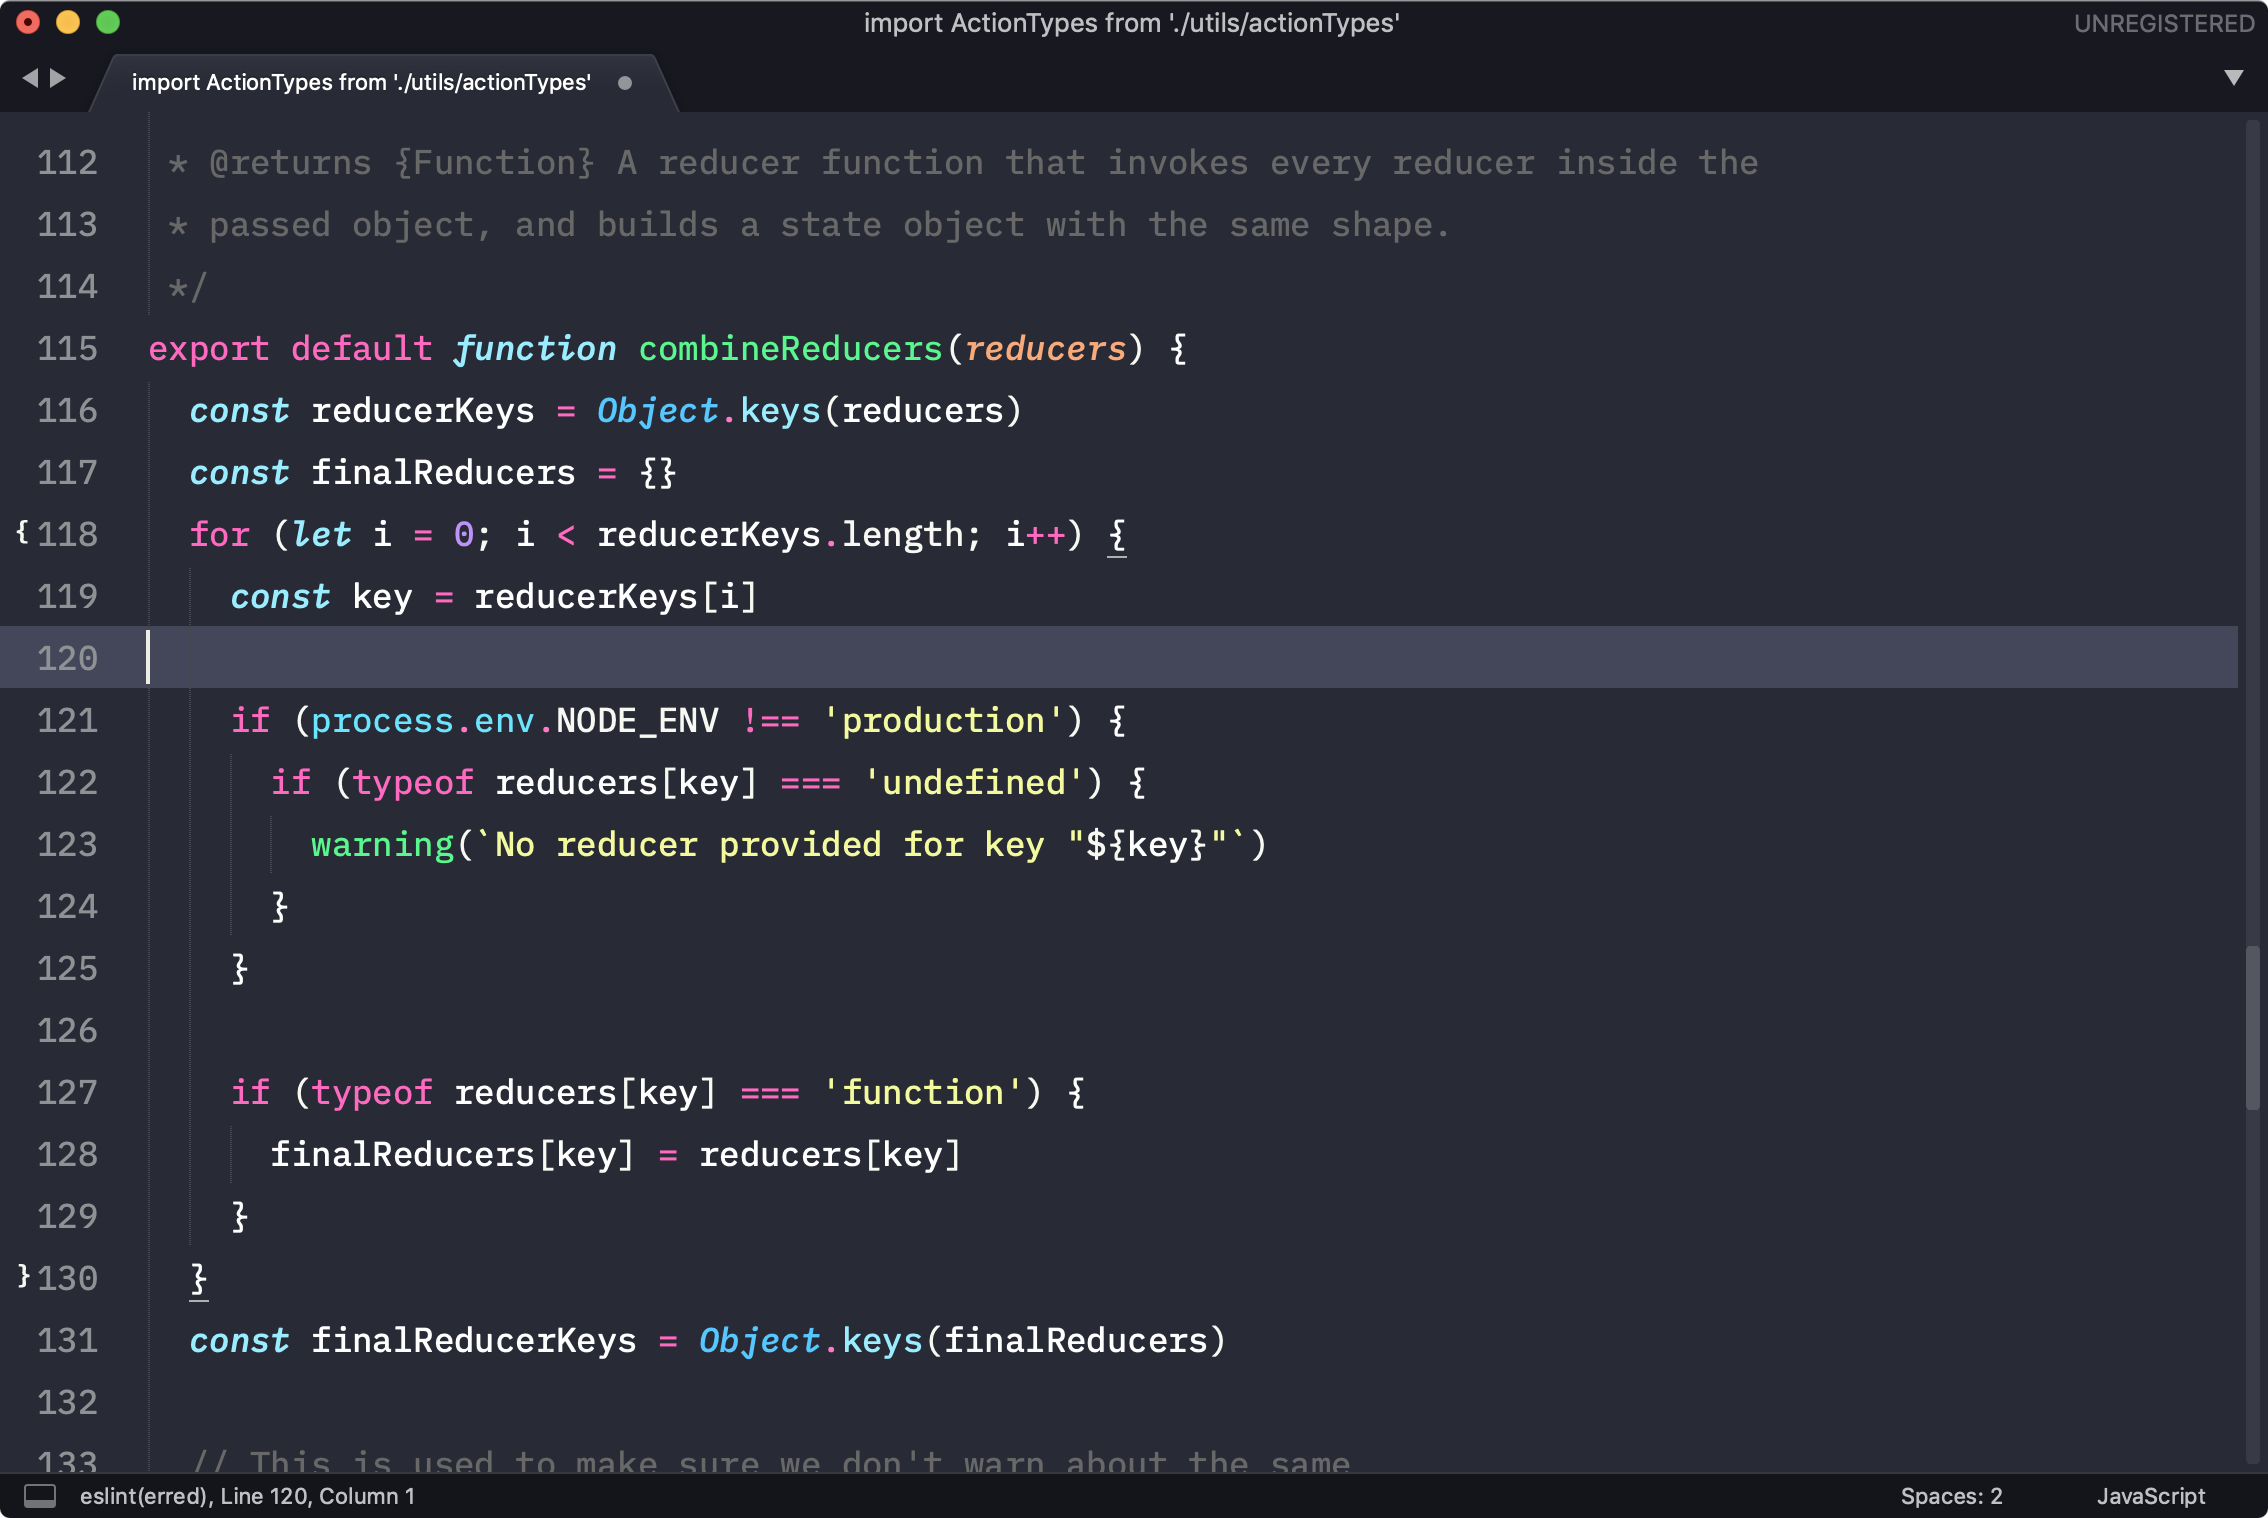 import ActionTypes from './utils/actionTypes'
UNREGISTERED
import ActionTypes from './utils/actionTypes'
112 * @returns {Function} A reducer function that invokes every reducer inside the
113 * passed object, and builds a state object with the same shape.
114 */
115 export default function combineReducers(reducers) {
116 const reducerKeys = Object.keys(reducers)
117 const finalReducers = {}
{ 118 for (let i = 0; i < reducerKeys.length; i++) {
119 const key = reducerKeys[i]
120
121 if (process.env.NODE_ENV !== 'production') {
122 if (typeof reducers[key] === 'undefined') {
123 warning(`No reducer provided for key "${key}"`)
124 }
125 }
126
127 if (typeof reducers[key] === 'function') {
128 finalReducers[key] = reducers[key]
129 }
} 130 }
131 const finalReducerKeys = Object.keys(finalReducers)
132
133 // This is used to make sure we don't warn about the same
eslint(erred), Line 120, Column 1
Spaces: 2
JavaScript